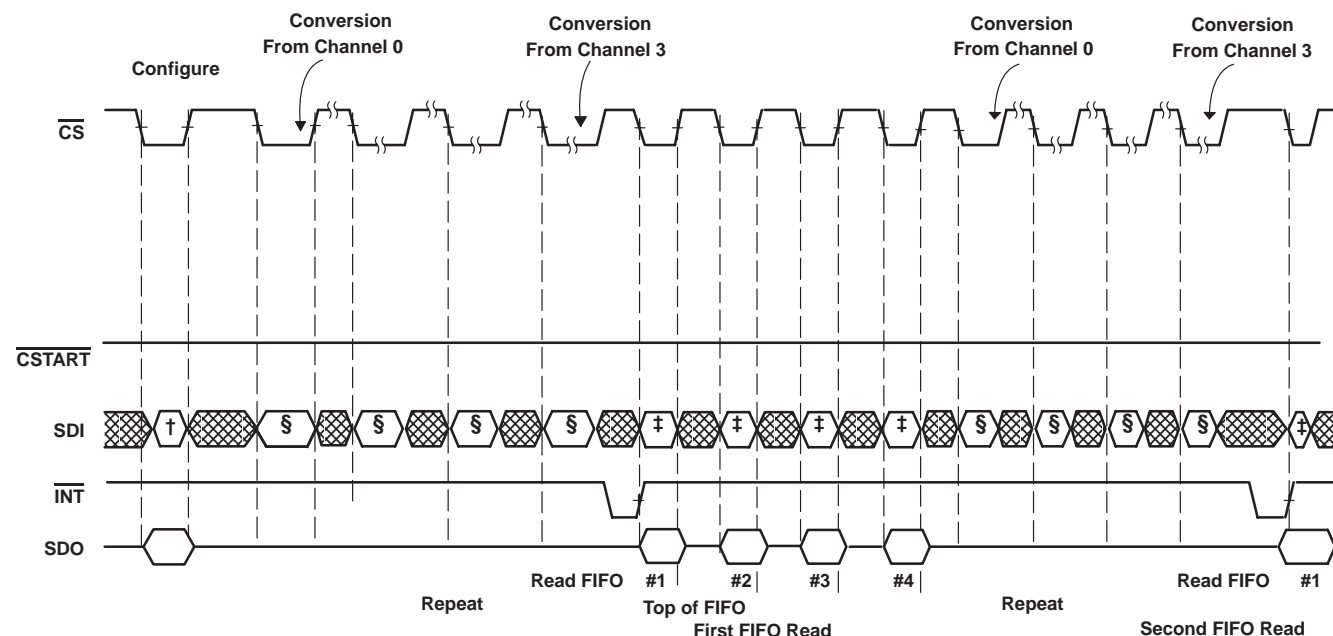 Conversion
From Channel 0
Conversion
From Channel 3
Conversion
From Channel 0
Conversion
From Channel 3
Configure
CS
CSTART
SDI † § § § § ‡ ‡ ‡ ‡ § § § § ‡
INT
SDO
Read FIFO #1 #2 #3 #4 Read FIFO #1
Repeat Top of FIFO Repeat
First FIFO Read Second FIFO Read